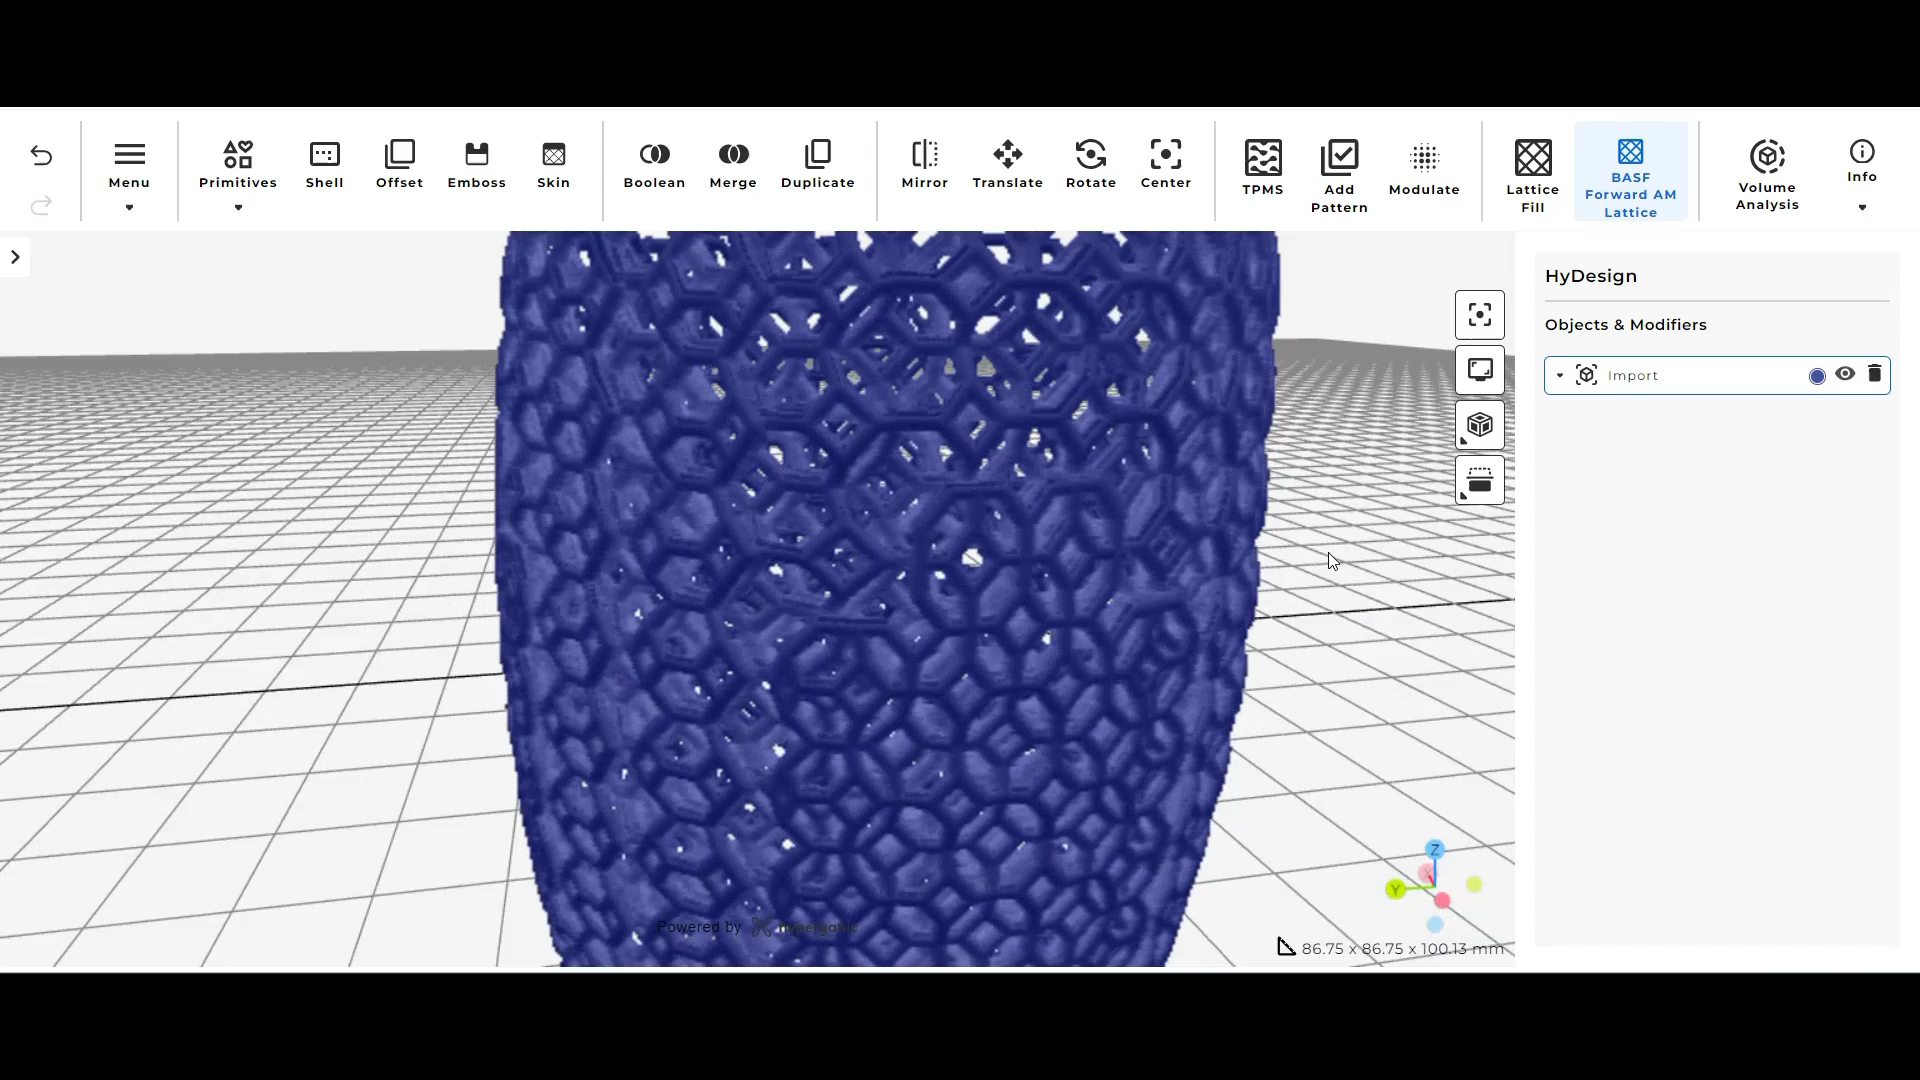 Menu
Primitives
Shell
Offset
Emboss
Skin
Boolean
Merge
Duplicate
Mirror
Translate
Rotate
Center
TPMS
Add
Pattern
Modulate
Lattice
Fill
BASF
Forward AM
Lattice
Volume
Analysis
Info
HyDesign
Objects & Modifiers
Import
Z
X
Y
Powered by hyperganic
86.75 x 86.75 x 100.13 mm